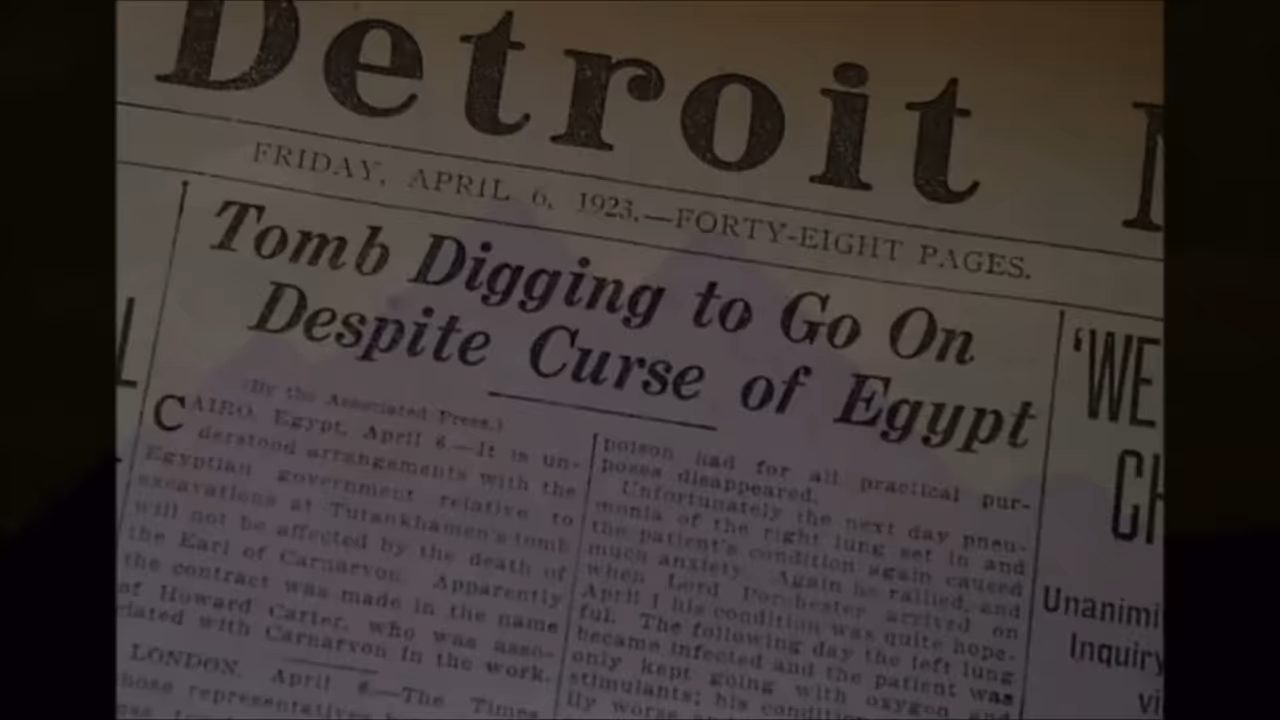 Detroit
FRIDAY, APRIL 6, 1923.—FORTY-EIGHT PAGES.
Tomb Digging to Go On
Despite Curse of Egypt
(By the Associated Press.)
CAIRO, Egypt, April 6.—It is un-
derstood arrangements with the
Egyptian government relative to
excavations at Tutankhamen's tomb
will not be affected by the death of
the Earl of Carnarvon. Apparently
the contract was made in the name
of Howard Carter, who was asso-
ciated with Carnarvon in the work.
LONDON, April 6.—The Times
whose representatives
poison had for all practical pur-
poses disappeared.
Unfortunately the next day pneu-
monia of the right lung set in and
the patient's condition again caused
much anxiety. Again he rallied, and
when Lord Porchester arrived on
April 1 his condition was quite hope-
ful. The following day the left lung
became infected and the patient was
only kept going with oxygen and
stimulants; his condition
'WE
CH
Unanimi
Inquiry
vi